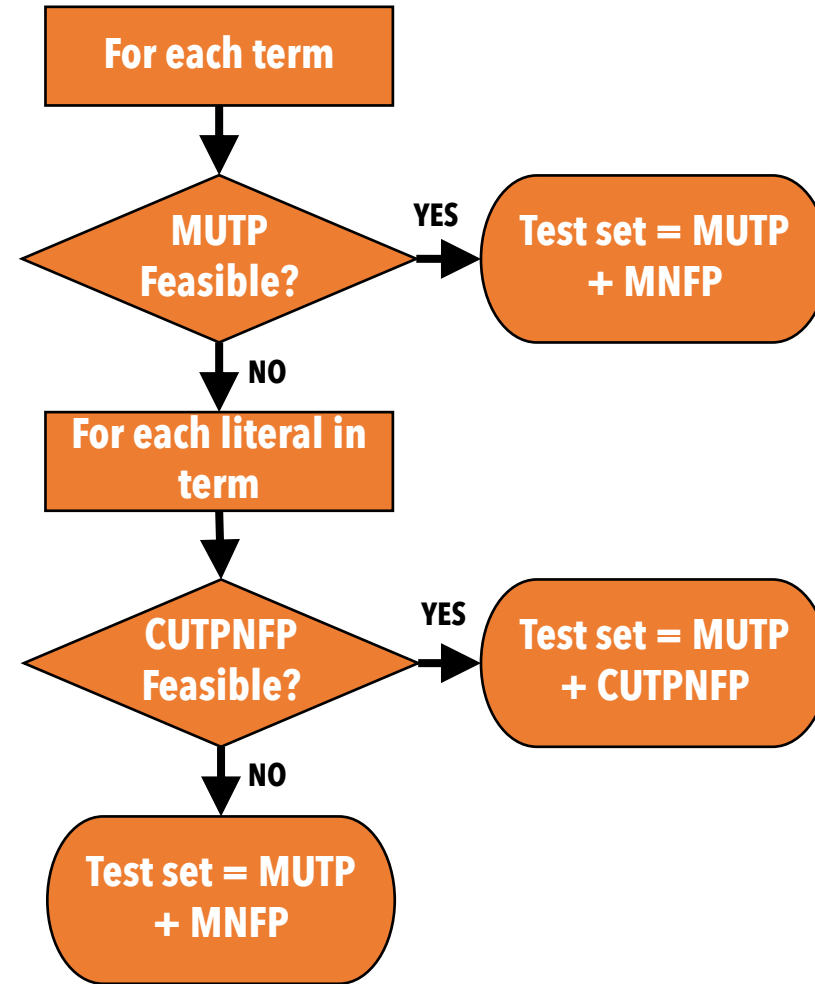 For each term
MUTP
Feasible?
YES
Test set = MUTP
+ MNFP
NO
For each literal in
term
CUTPNFP
Feasible?
YES
Test set = MUTP
+ CUTPNFP
NO
Test set = MUTP
+ MNFP